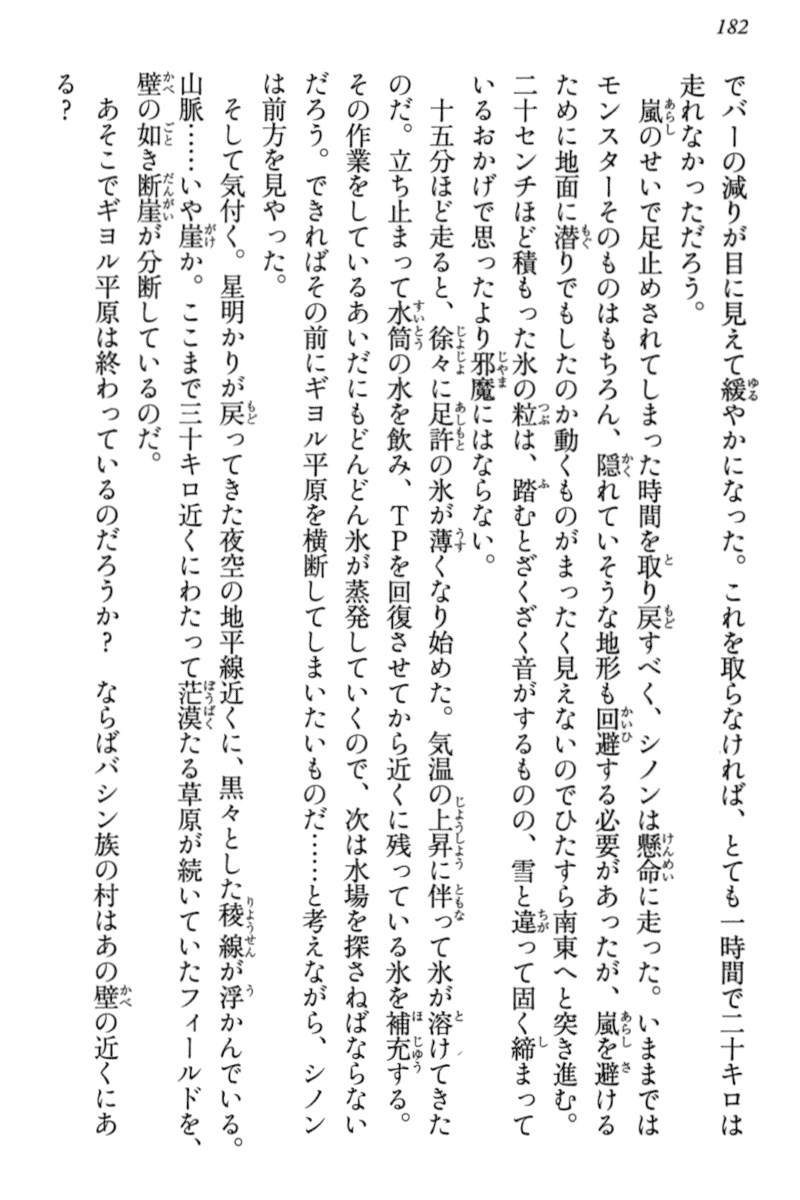 182
でバーの減りが目に見えて緩やかになった。これを取らなければ、とても一時間で二十キロは
走れなかっただろう。
　嵐のせいで足止めされてしまった時間を取り戻すべく、シノンは懸命に走った。いままでは
モンスターそのものはもちろん、隠れていそうな地形も回避する必要があったが、嵐を避ける
ために地面に潜りでもしたのか動くものがまったく見えないのでひたすら南東へと突き進む。
二十センチほど積もった氷の粒は、踏むとざくざく音がするものの、雪と違って固く締まって
いるおかげで思ったより邪魔にはならない。
　十五分ほど走ると、徐々に足許の氷が薄くなり始めた。気温の上昇に伴って氷が溶けてきた
のだ。立ち止まって水筒の水を飲み、TPを回復させてから近くに残っている氷を補充する。
その作業をしているあいだにもどんどん氷が蒸発していくので、次は水場を探さねばならない
だろう。できればその前にギヨル平原を横断してしまいたいものだ……と考えながら、シノン
は前方を見やった。
　そして気付く。星明かりが戻ってきた夜空の地平線近くに、黒々とした稜線が浮かんでいる。
山脈……いや崖か。ここまで三十キロ近くにわたって茫漠たる草原が続いていたフィールドを、
壁の如き断崖が分断しているのだ。
　あそこでギヨル平原は終わっているのだろうか？　ならばバシン族の村はあの壁の近くにあ
る？